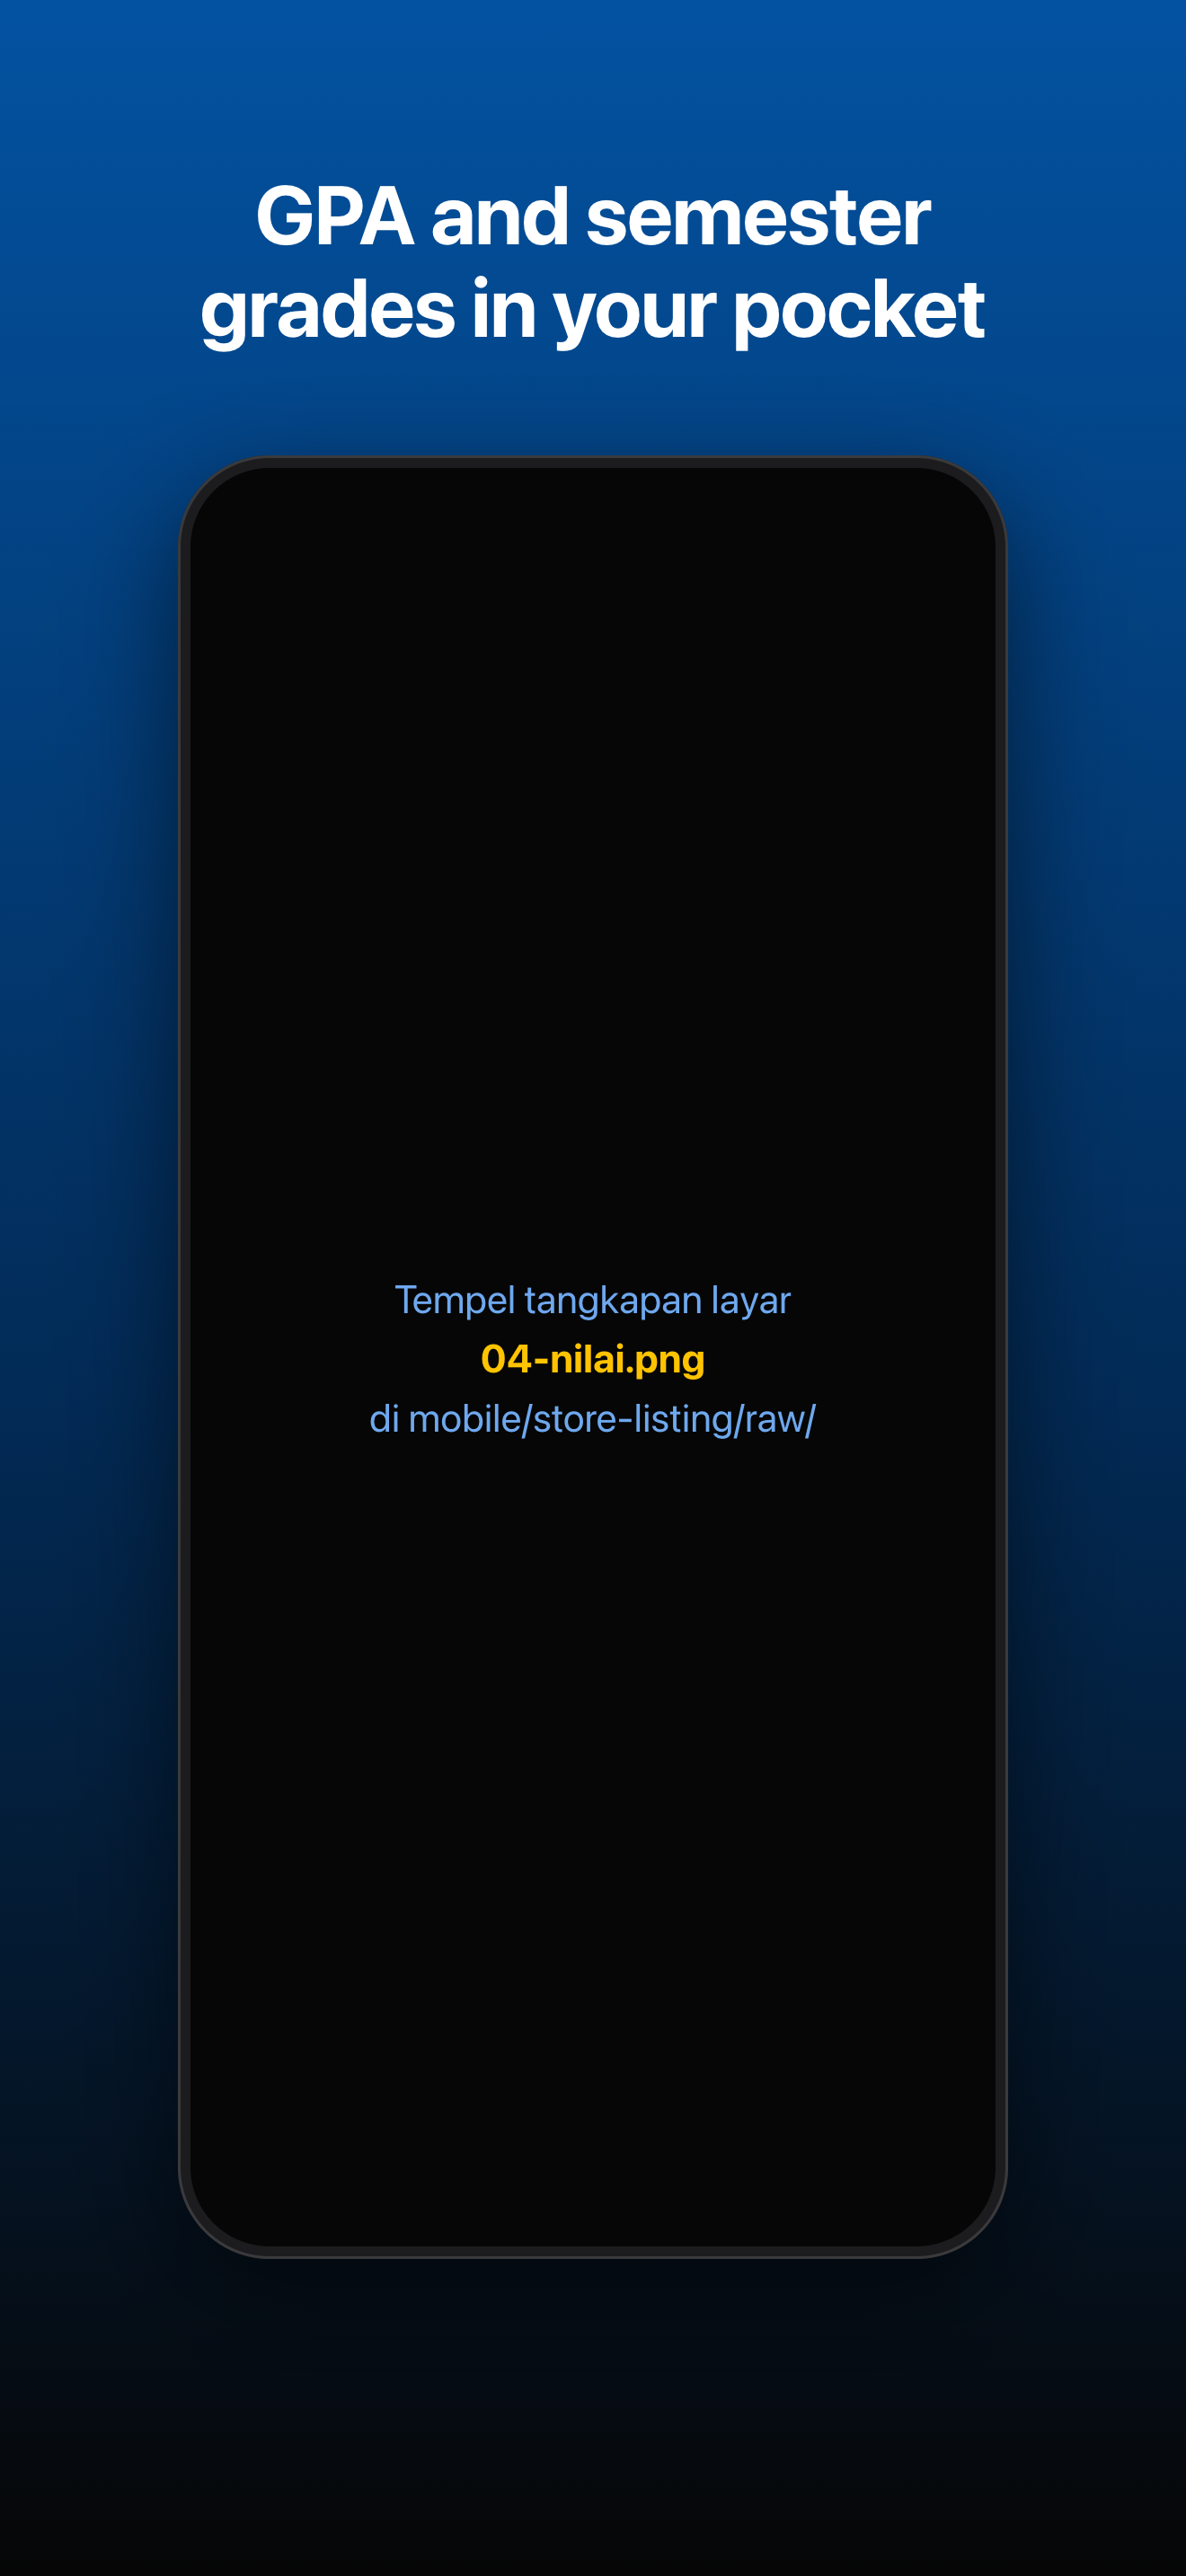 GPA and semester
grades in your pocket
Tempel tangkapan layar
04-nilai.png
di mobile/store-listing/raw/